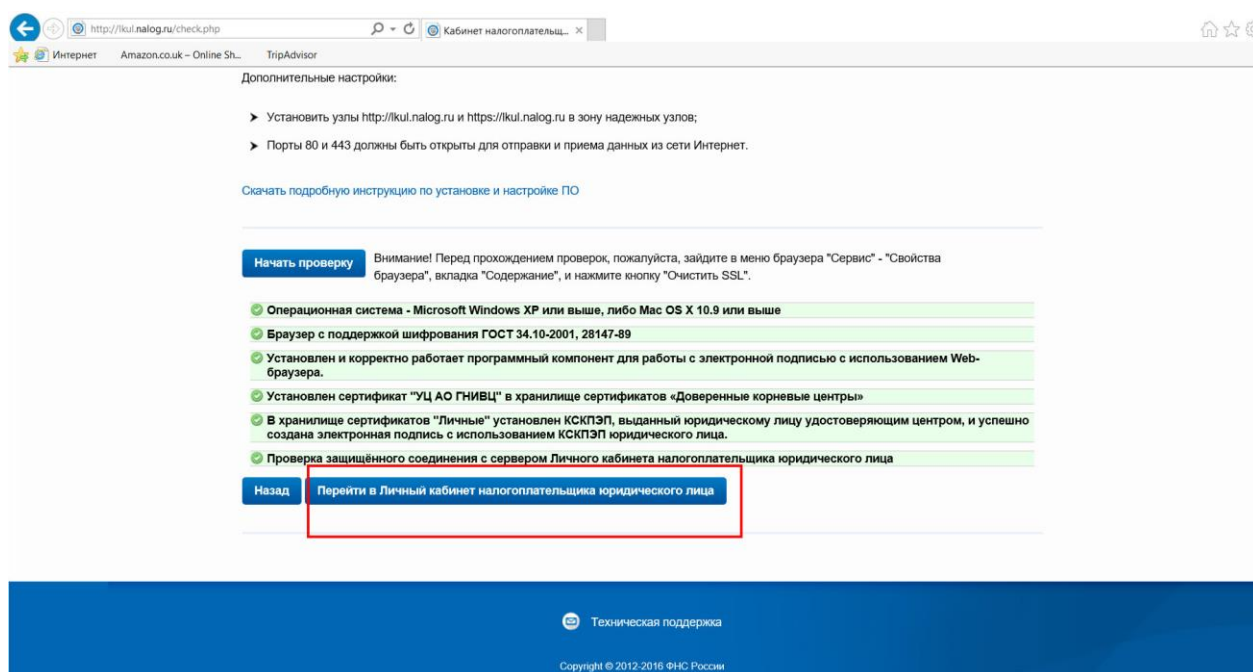 http://lkul.nalog.ru/check.php
Кабинет налогоплательщ...
Интернет Amazon.co.uk – Online Sh... TripAdvisor
Дополнительные настройки:
Установить узлы http://lkul.nalog.ru и https://lkul.nalog.ru в зону надежных узлов;
Порты 80 и 443 должны быть открыты для отправки и приема данных из сети Интернет.
Скачать подробную инструкцию по установке и настройке ПО
Начать проверку
Внимание! Перед прохождением проверок, пожалуйста, зайдите в меню браузера "Сервис" - "Свойства
браузера", вкладка "Содержание", и нажмите кнопку "Очистить SSL".
Операционная система - Microsoft Windows XP или выше, либо Mac OS X 10.9 или выше
Браузер с поддержкой шифрования ГОСТ 34.10-2001, 28147-89
Установлен и корректно работает программный компонент для работы с электронной подписью с использованием Web-
браузера.
Установлен сертификат "УЦ АО ГНИВЦ" в хранилище сертификатов «Доверенные корневые центры»
В хранилище сертификатов "Личные" установлен КСКПЭП, выданный юридическому лицу удостоверяющим центром, и успешно
создана электронная подпись с использованием КСКПЭП юридического лица.
Проверка защищённого соединения с сервером Личного кабинета налогоплательщика юридического лица
Назад Перейти в Личный кабинет налогоплательщика юридического лица
Техническая поддержка
Copyright © 2012-2016 ФНС России